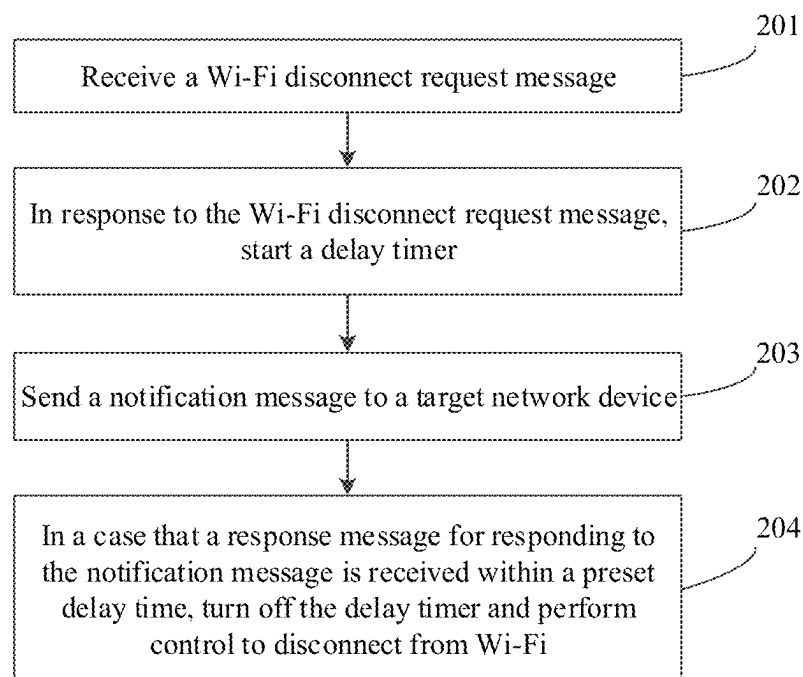 201
Receive a Wi-Fi disconnect request message
202
In response to the Wi-Fi disconnect request message,
start a delay timer
203
Send a notification message to a target network device
204
In a case that a response message for responding to
the notification message is received within a preset
delay time, turn off the delay timer and perform
control to disconnect from Wi-Fi